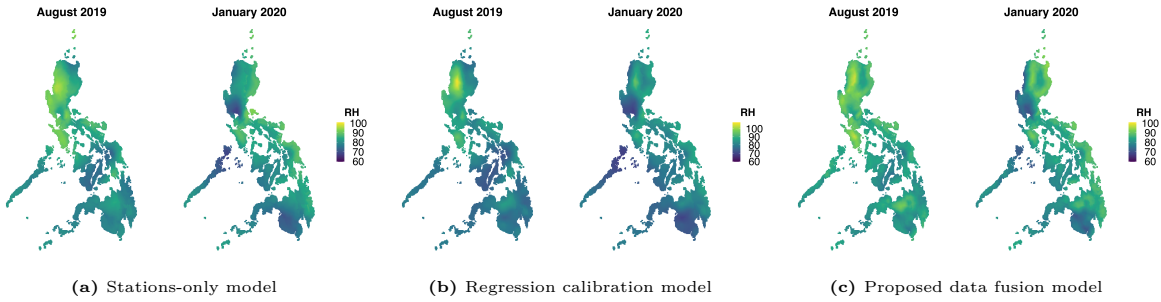 August 2019
January 2020
RH
100
90
80
70
60
(a) Stations-only model
August 2019
January 2020
RH
100
90
80
70
60
(b) Regression calibration model
August 2019
January 2020
RH
100
90
80
70
60
(c) Proposed data fusion model